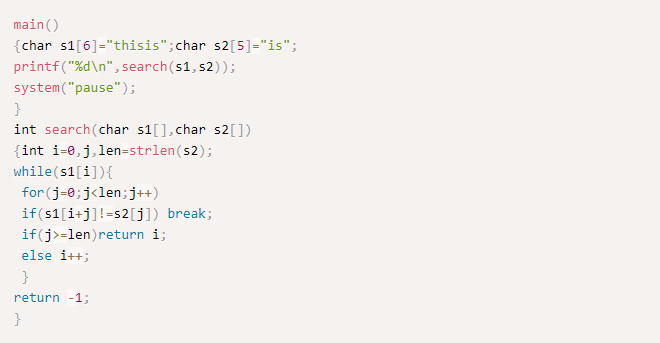 main()
{char s1[6]="thisis";char s2[5]="is";
printf("%d\n",search(s1,s2));
system("pause");
}
int search(char s1[],char s2[])
{int i=0,j,len=strlen(s2);
while(s1[i]){
 for(j=0;j<len;j++)
 if(s1[i+j]!=s2[j]) break;
 if(j>=len)return i;
 else i++;
 }
return -1;
}